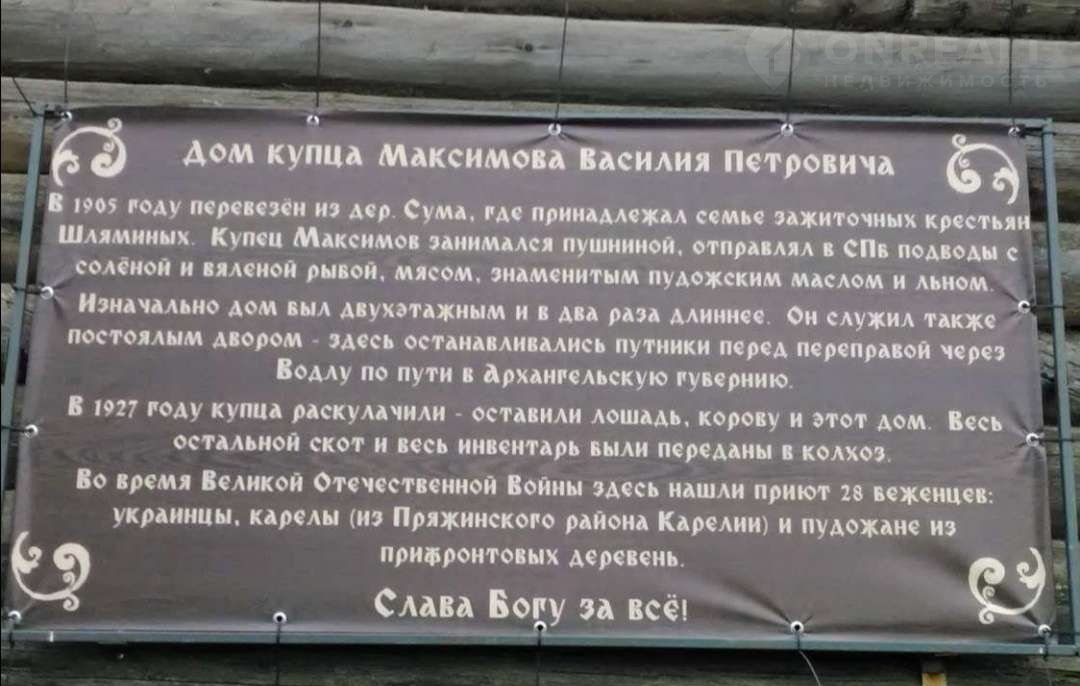 ONREALT
НЕДВИЖИМОСТЬ
Дом купца Максимова Василия Петровича
В 1905 году перевезён из дер. Сума, где принадлежал семье зажиточных крестьян
Шляминых. Купец Максимов занимался пушниной, отправлял в СПб подводы с
солёной и вяленой рыбой, мясом, знаменитым пудожским маслом и льном.
Изначально дом был двухэтажным и в два раза длиннее. Он служил также
постоялым двором - здесь останавливались путники перед переправой через
Водлу по пути в Архангельскую губернию.
В 1927 году купца раскулачили - оставили лошадь, корову и этот дом. Весь
остальной скот и весь инвентарь были переданы в колхоз.
Во время Великой Отечественной Войны здесь нашли приют 28 беженцев:
украинцы, карелы (из Пряжинского района Карелии) и пудожане из
прифронтовых деревень.
Слава Богу за всё!